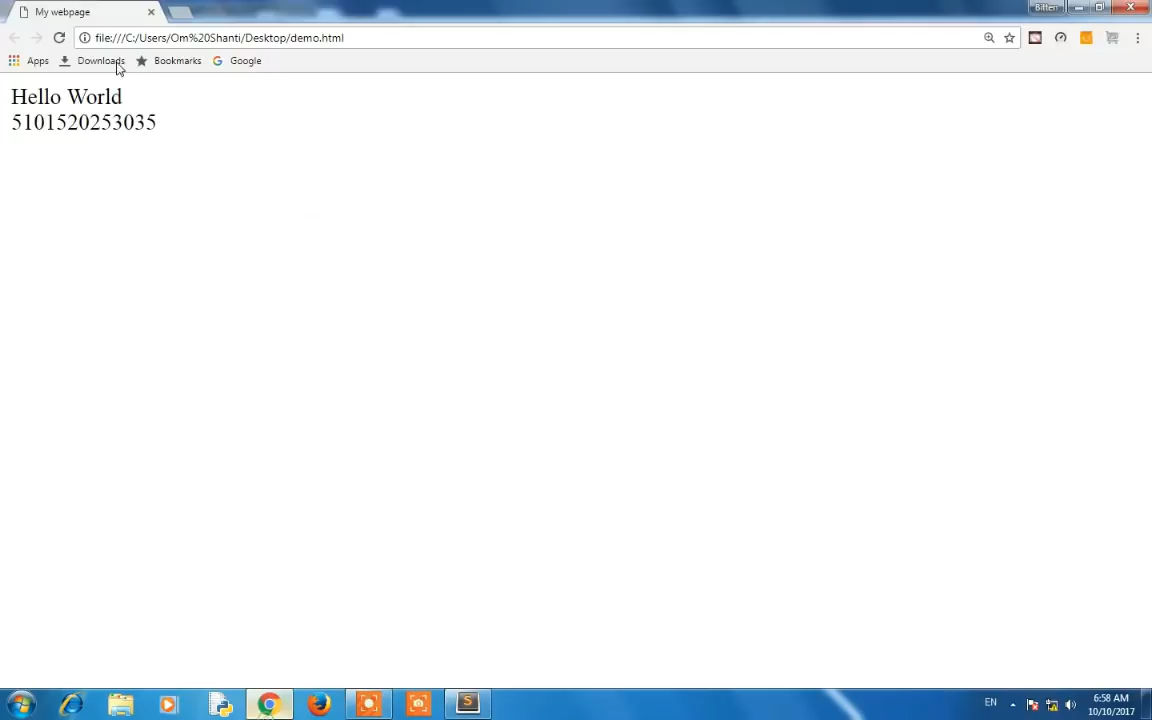 My webpage
Bitten
file:///C:/Users/Om%20Shanti/Desktop/demo.html
Apps Downloads Bookmarks Google
Hello World
5101520253035
EN
6:58 AM
10/10/2017